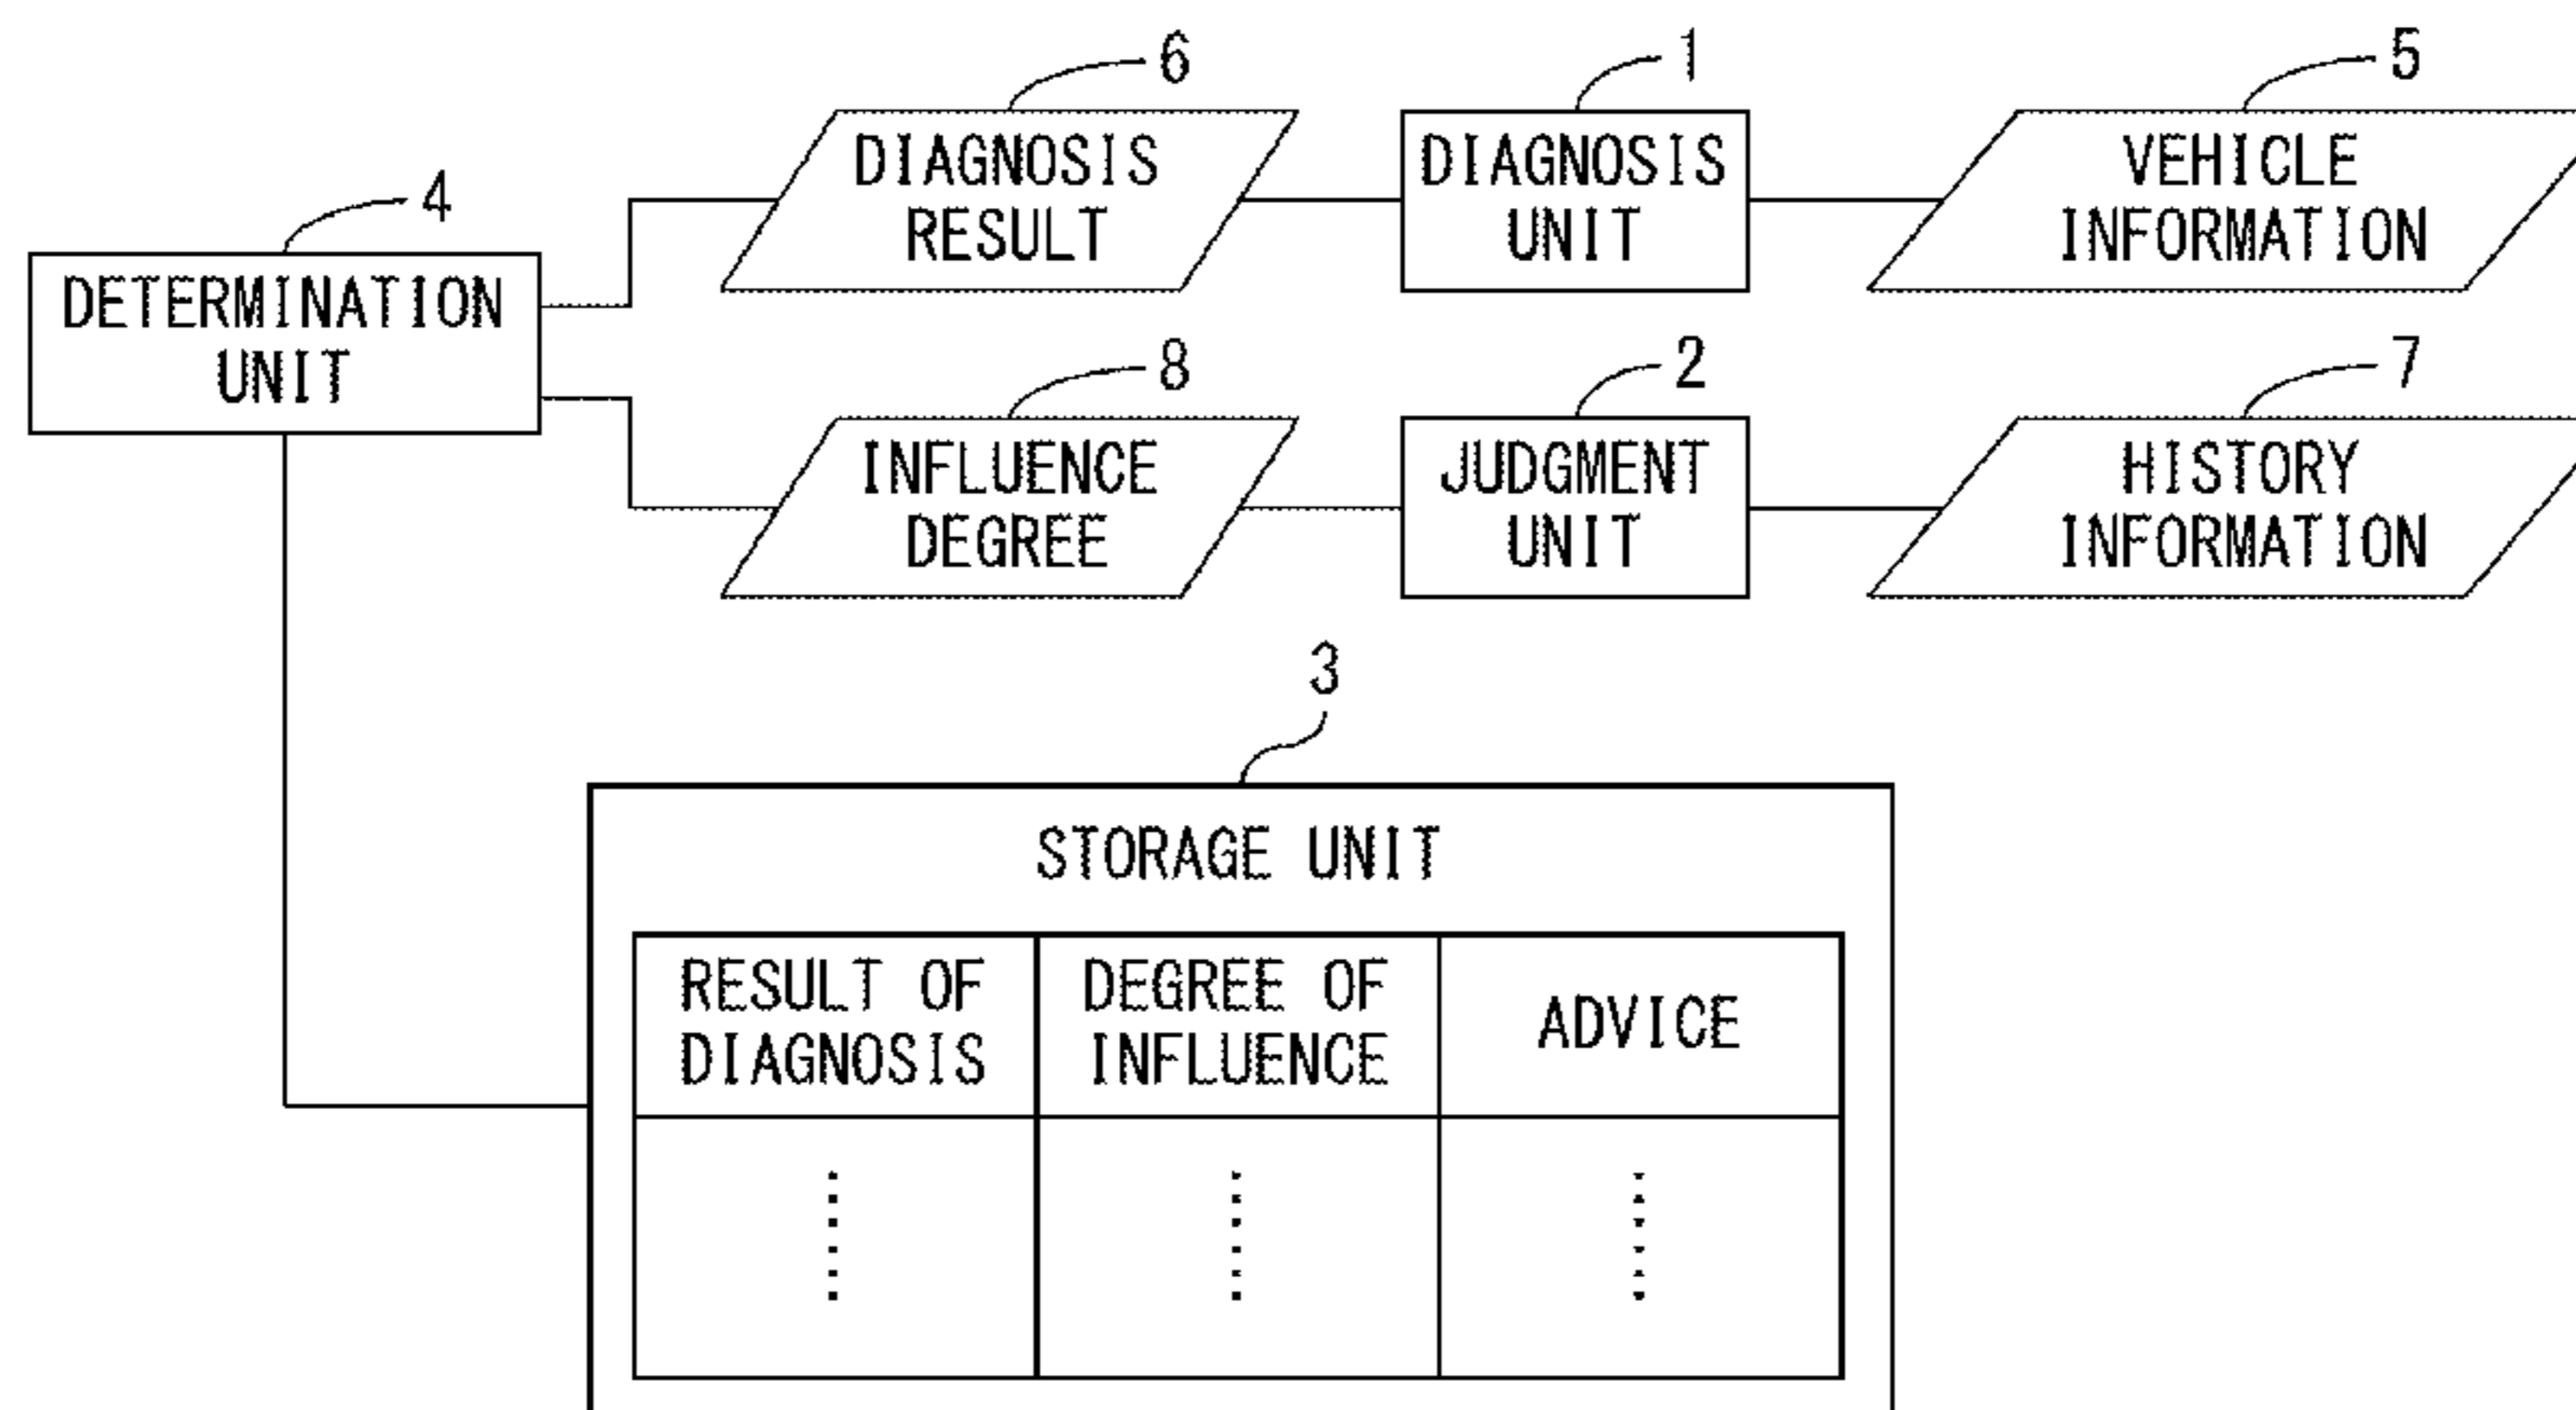 6
1
5
DIAGNOSIS
RESULT
DIAGNOSIS
UNIT
VEHICLE
INFORMATION
4
DETERMINATION
UNIT
8
2
7
INFLUENCE
DEGREE
JUDGMENT
UNIT
HISTORY
INFORMATION
3
STORAGE UNIT
RESULT OF
DIAGNOSIS
DEGREE OF
INFLUENCE
ADVICE